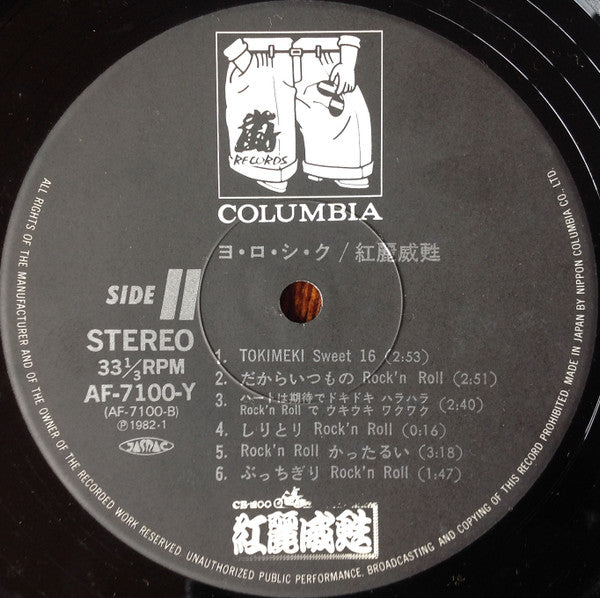 嵐
RECORDS
COLUMBIA
ヨ・ロ・シ・ク/紅麗威甦
SIDE II
STEREO
33 1/3 RPM
AF-7100-Y
(AF-7100-B)
Ⓟ1982・1
JASRAC
1. TOKIMEKI Sweet 16 (2:53)
2. だからいつもの Rock'n Roll (2:51)
3. ハートは期待でドキドキ ハラハラ
Rock'n Roll で ウキウキ ワクワク (2:40)
4. しりとり Rock'n Roll (0:16)
5. Rock'n Roll かったるい (3:18)
6. ぶっちぎり Rock'n Roll (1:47)
紅麗威甦
ALL RIGHTS OF THE MANUFACTURER AND OF THE OWNER OF THE RECORDED WORK RESERVED. UNAUTHORIZED PUBLIC PERFORMANCE, BROADCASTING AND COPYING OF THIS RECORD PROHIBITED. MADE IN JAPAN BY NIPPON COLUMBIA CO., LTD.